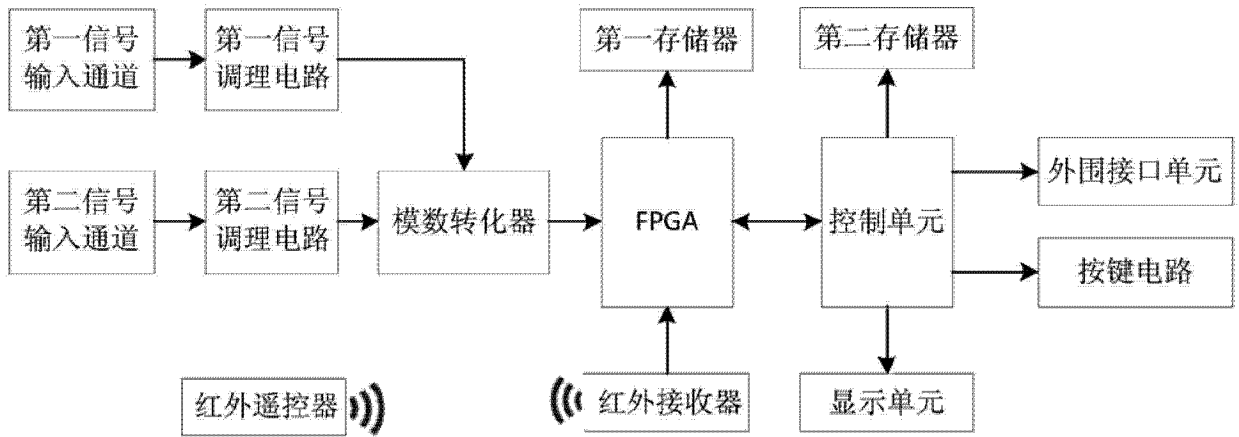 第一信号
输入通道
第一信号
调理电路
第一存储器
第二存储器
第二信号
输入通道
第二信号
调理电路
模数转化器
FPGA
控制单元
外围接口单元
按键电路
红外遥控器
红外接收器
显示单元